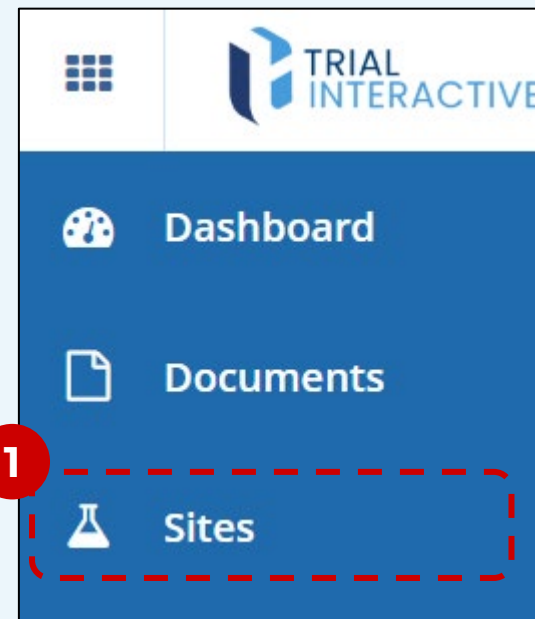 TRIAL
INTERACTIVE
Dashboard
Documents
1
Sites